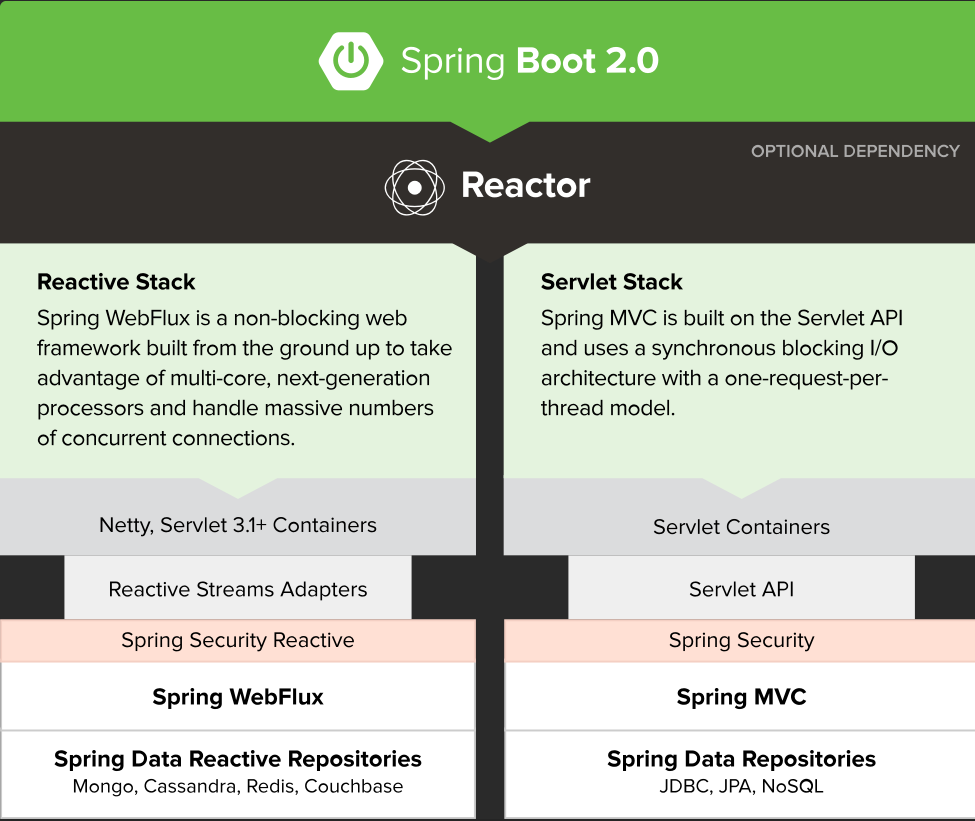 Spring Boot 2.0
OPTIONAL DEPENDENCY
Reactor
Reactive Stack
Spring WebFlux is a non-blocking web
framework built from the ground up to take
advantage of multi-core, next-generation
processors and handle massive numbers
of concurrent connections.
Servlet Stack
Spring MVC is built on the Servlet API
and uses a synchronous blocking I/O
architecture with a one-request-per-
thread model.
Netty, Servlet 3.1+ Containers
Servlet Containers
Reactive Streams Adapters
Servlet API
Spring Security Reactive
Spring Security
Spring WebFlux
Spring MVC
Spring Data Reactive Repositories
Mongo, Cassandra, Redis, Couchbase
Spring Data Repositories
JDBC, JPA, NoSQL